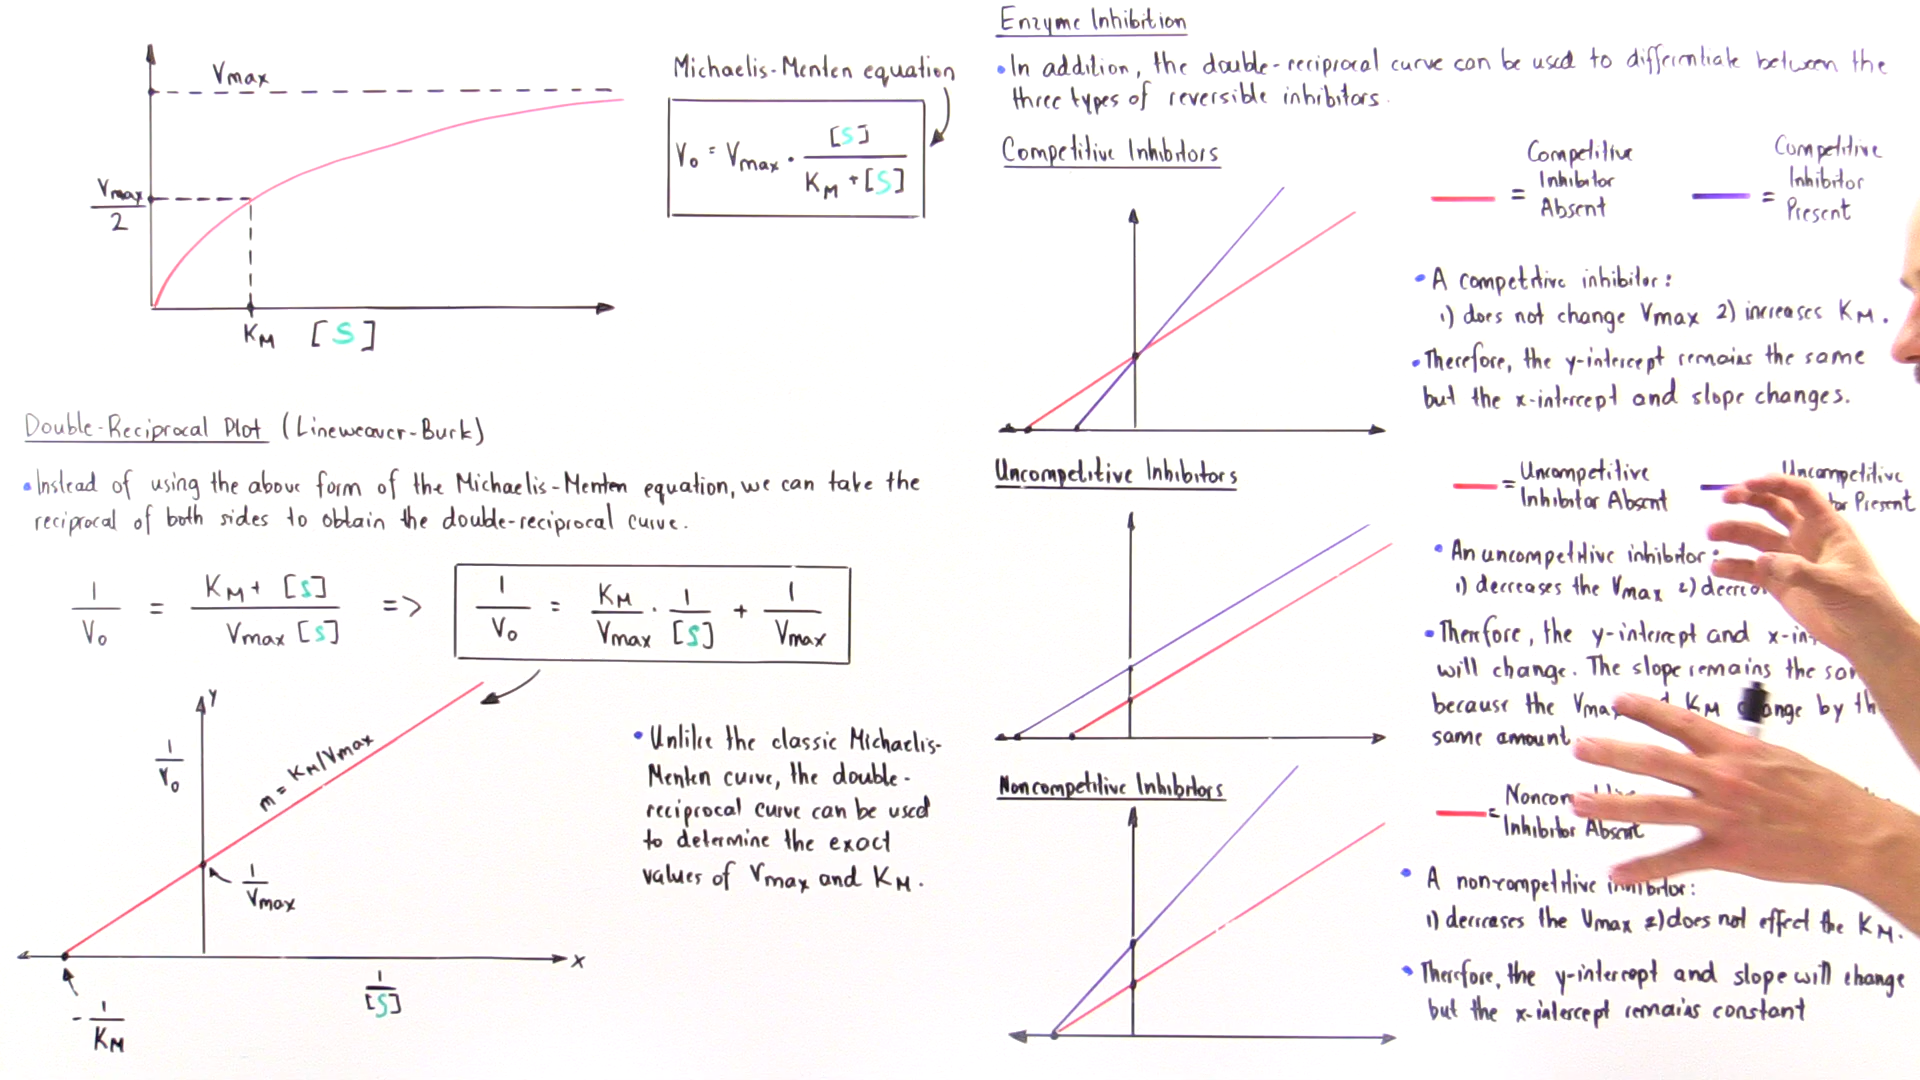 Vmax
Vmax
2
KM [S]
Michaelis-Menten equation
V₀ = Vmax · [S] / KM + [S]
Double-Reciprocal Plot (Lineweaver-Burk)
• Instead of using the above form of the Michaelis-Menten equation, we can take the
reciprocal of both sides to obtain the double-reciprocal curve.
1/V₀ = KM + [S] / Vmax [S] => 1/V₀ = KM/Vmax · 1/[S] + 1/Vmax
Y
1/V₀
m = KM/Vmax
1/Vmax
X
1/[S]
- 1/KM
• Unlike the classic Michaelis-
Menten curve, the double-
reciprocal curve can be used
to determine the exact
values of Vmax and KM.
Enzyme Inhibition
• In addition, the double-reciprocal curve can be used to differentiate between the
three types of reversible inhibitors.
Competitive Inhibitors
= Competitive
Inhibitor
Absent
= Competitive
Inhibitor
Present
• A competitive inhibitor:
1) does not change Vmax 2) increases KM.
• Therefore, the y-intercept remains the same
but the x-intercept and slope changes.
Uncompetitive Inhibitors
= Uncompetitive
Inhibitor Absent
Uncompetitive
Present
• An uncompetitive inhibitor:
1) decreases the Vmax 2)
• Therefore, the y-intercept and
will change. The slope remains the
because the Vmax KM change by
same amount
Noncompetitive Inhibitors
=
Inhibitor Absent
• A noncompetitive inhibitor:
1) decreases the Vmax 2) does not effect the KM.
• Therefore, the y-intercept and slope will change
but the x-intercept remains constant